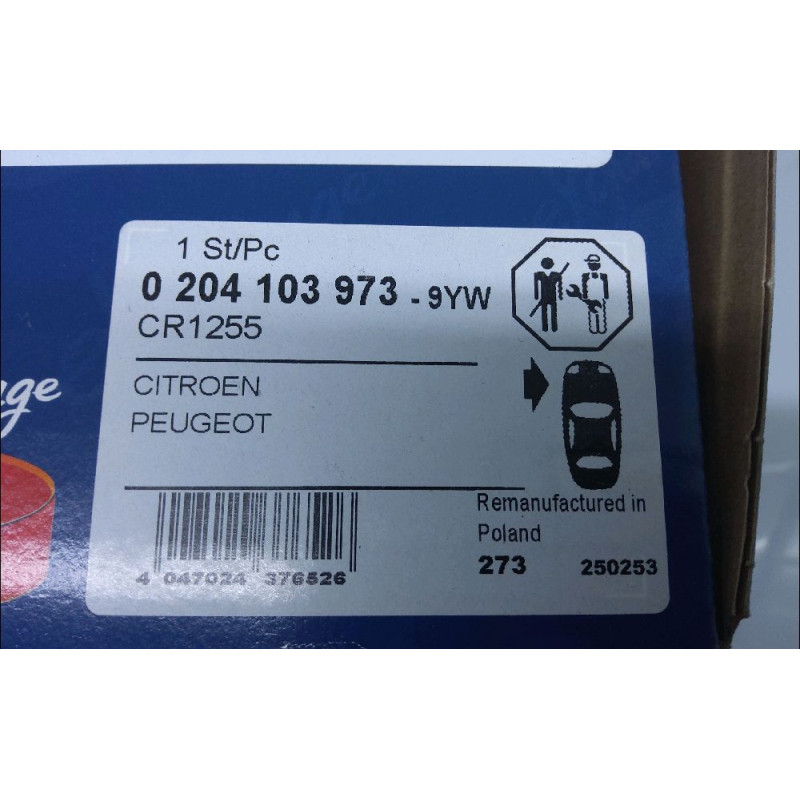 1 St/Pc
0 204 103 973 - 9YW
CR1255
CITROEN
PEUGEOT
Remanufactured in
Poland
273
250253
4 047024 376526